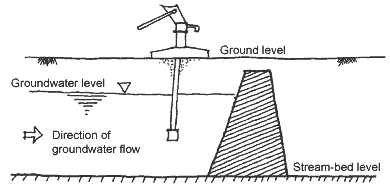 Ground level
Groundwater level
Direction of
groundwater flow
Stream-bed level